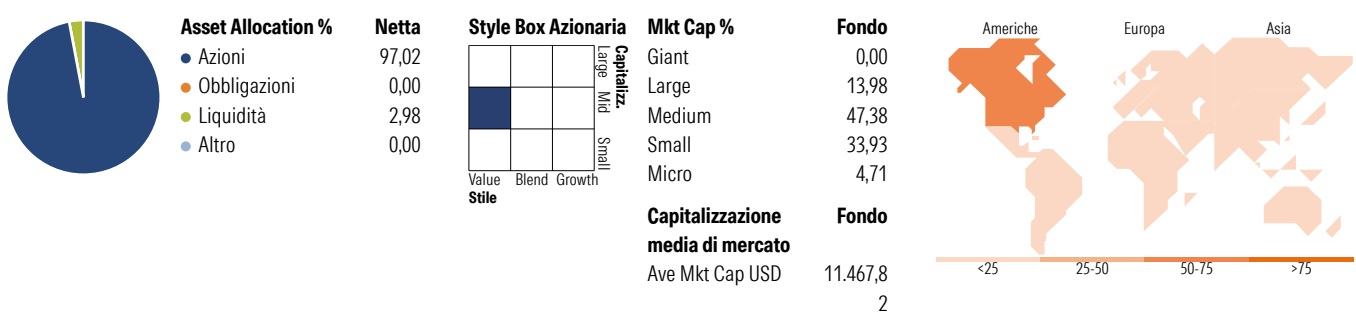 Asset Allocation % Netta
Azioni 97,02
Obbligazioni 0,00
Liquidità 2,98
Altro 0,00
Style Box Azionaria
Capitalizz.
Large Mid Small
Value Blend Growth
Stile
Mkt Cap % Fondo
Giant 0,00
Large 13,98
Medium 47,38
Small 33,93
Micro 4,71
Capitalizzazione Fondo
media di mercato
Ave Mkt Cap USD 11.467,8
2
Americhe Europa Asia
<25 25-50 50-75 >75